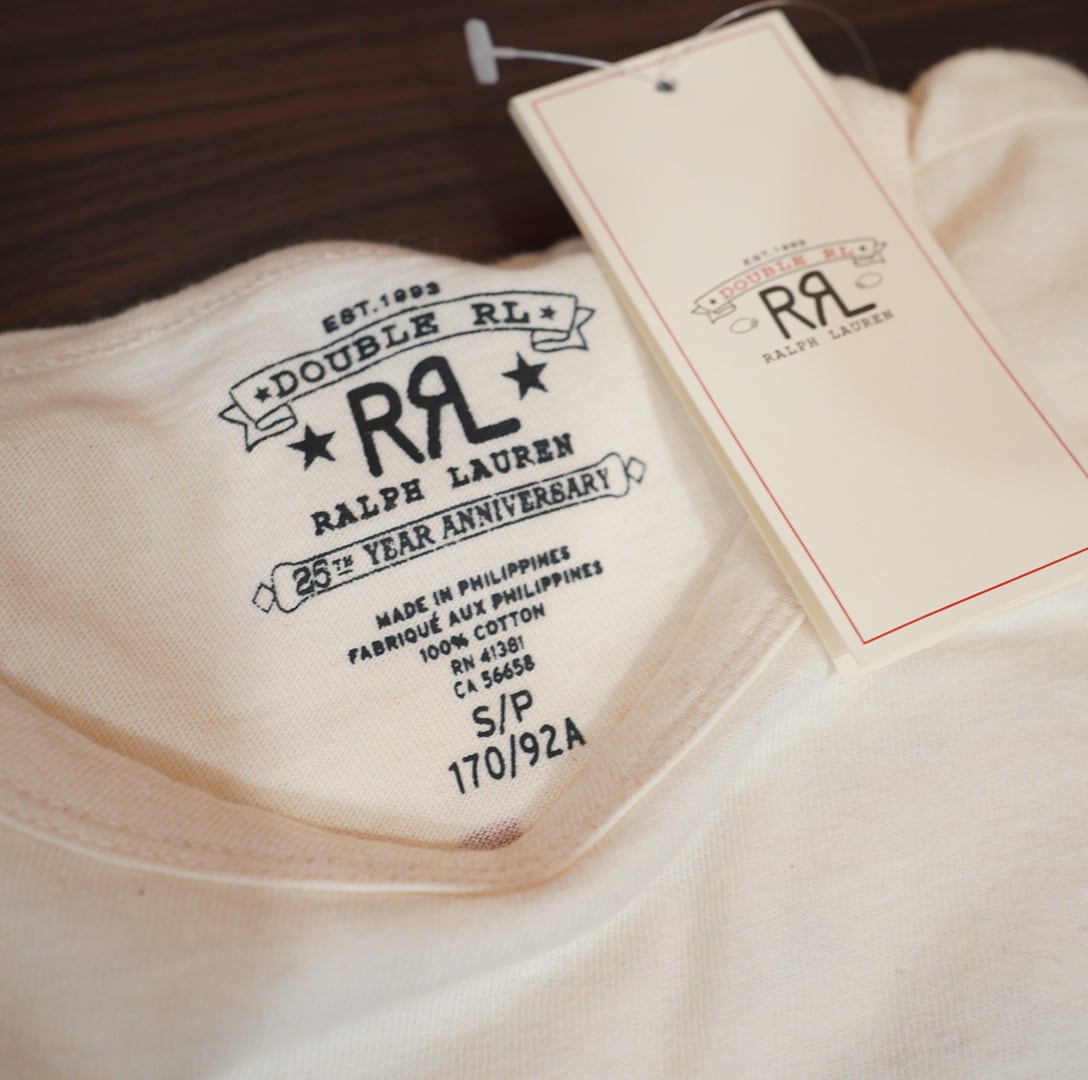 EST.1993
DOUBLE RL
RRL
RALPH LAUREN
25TH YEAR ANNIVERSARY
MADE IN PHILIPPINES
FABRIQUÉ AUX PHILIPPINES
100% COTTON
RN 41381
CA 56658
S/P
170/92A
EST.1993
DOUBLE RL
RRL
RALPH LAUREN